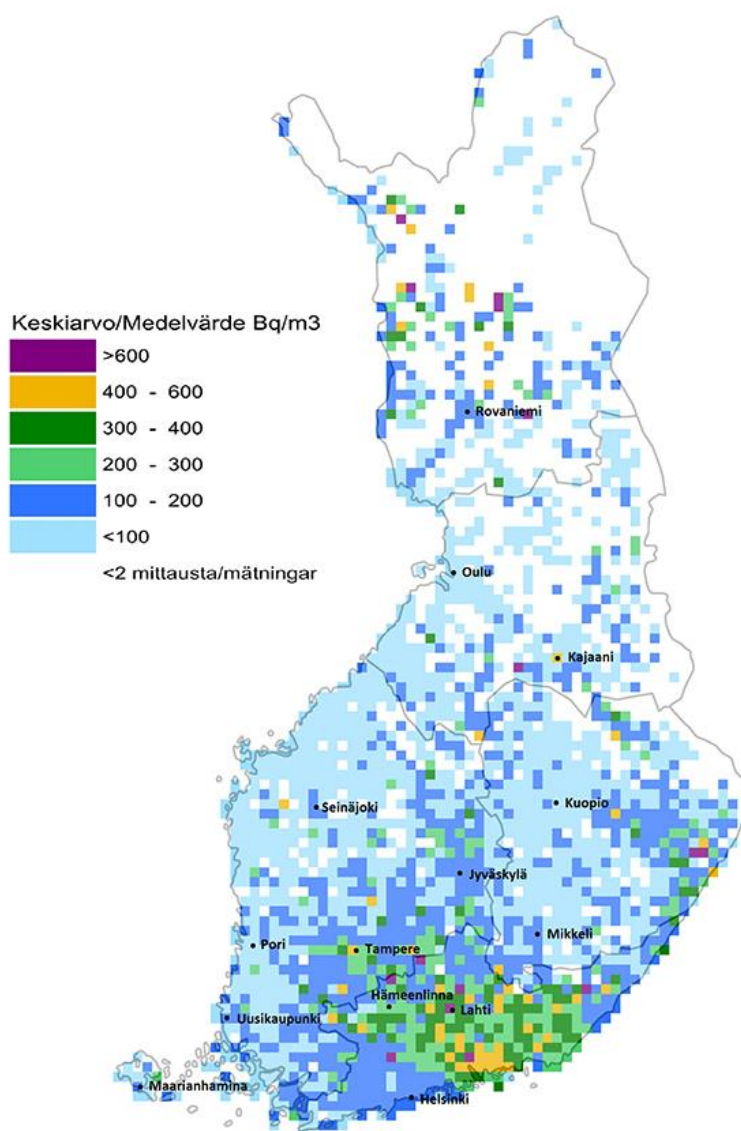 Keskiarvo/Medelvärde Bq/m3
>600
400 - 600
300 - 400
200 - 300
100 - 200
<100
<2 mittausta/mätningar
Rovaniemi
Oulu
Kajaani
Seinäjoki
Kuopio
Jyväskylä
Mikkeli
Pori
Tampere
Hämeenlinna
Lahti
Uusikaupunki
Maarianhamina
Helsinki